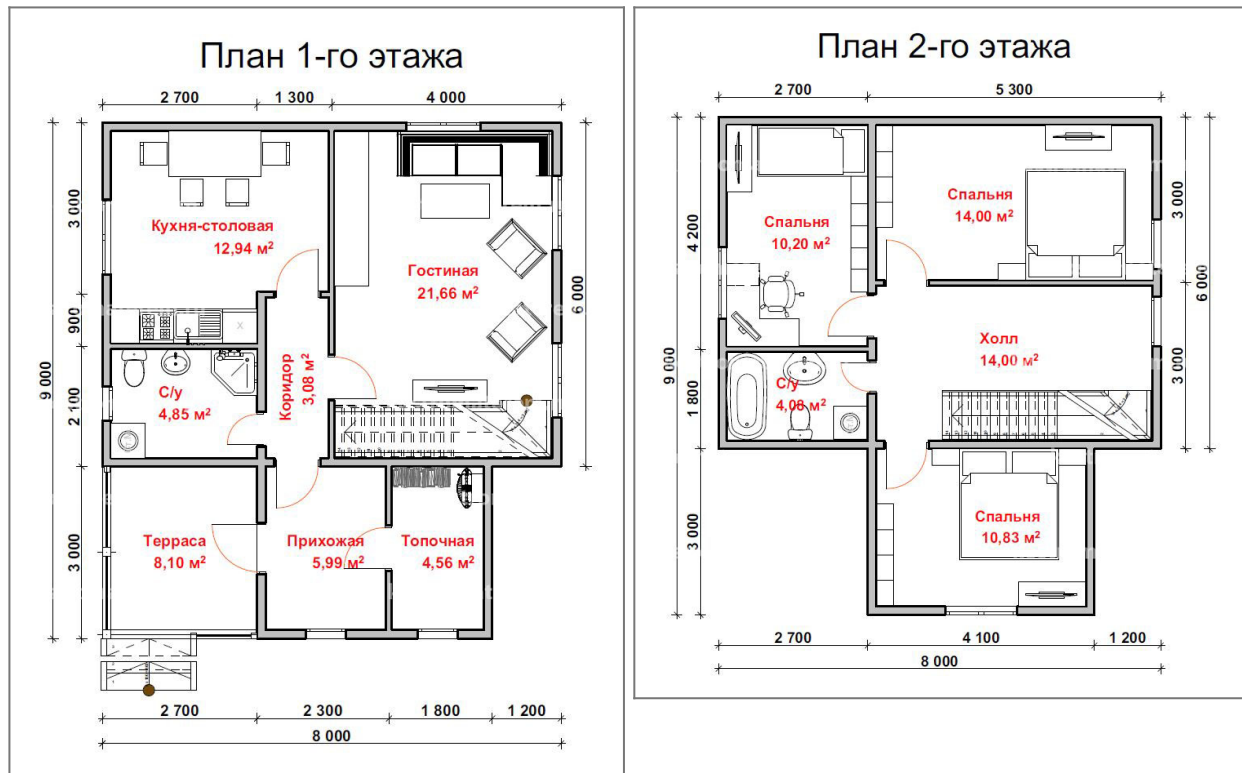 План 1-го этажа
2 700
1 300
4 000
3 000
900
2 100
3 000
9 000
6 000
Кухня-столовая
12,94 м²
Гостиная
21,66 м²
Коридор
3,08 м²
С/у
4,85 м²
X
Терраса
8,10 м²
Прихожая
5,99 м²
Топочная
4,56 м²
2 700
2 300
1 800
1 200
8 000
План 2-го этажа
2 700
5 300
4 200
1 800
3 000
9 000
3 000
3 000
6 000
Спальня
10,20 м²
Спальня
14,00 м²
Холл
14,00 м²
С/у
4,08 м²
Спальня
10,83 м²
2 700
4 100
1 200
8 000